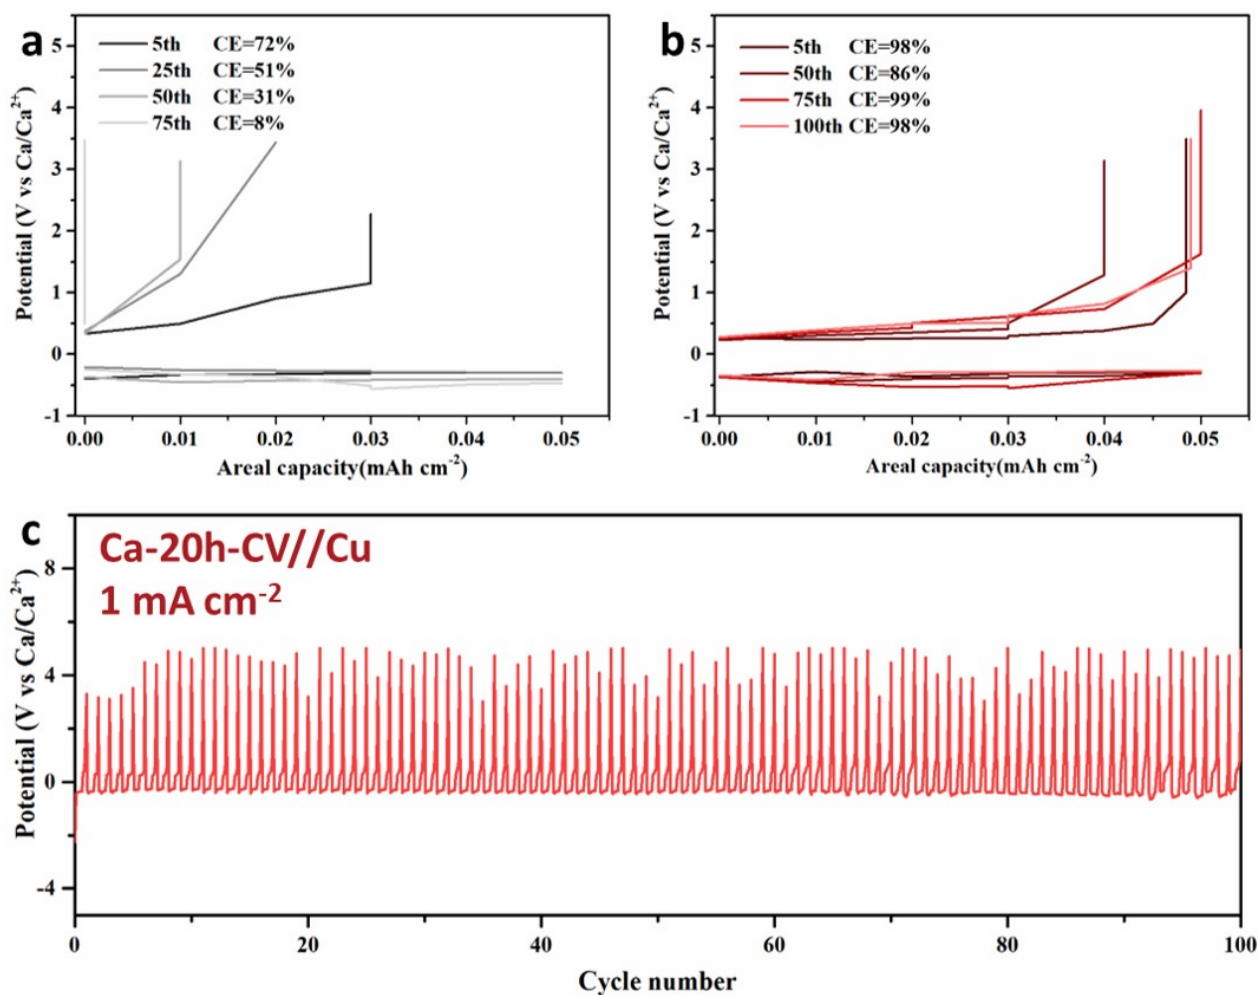 a
5th CE=72%
25th CE=51%
50th CE=31%
75th CE=8%
Potential (V vs Ca/Ca²⁺)
5
4
3
2
1
0
-1
0.00 0.01 0.02 0.03 0.04 0.05
Areal capacity(mAh cm⁻²)
b
5th CE=98%
50th CE=86%
75th CE=99%
100th CE=98%
Potential (V vs Ca/Ca²⁺)
5
4
3
2
1
0
-1
0.00 0.01 0.02 0.03 0.04 0.05
Areal capacity(mAh cm⁻²)
c
Ca-20h-CV//Cu
1 mA cm⁻²
Potential (V vs Ca/Ca²⁺)
8
4
0
-4
0 20 40 60 80 100
Cycle number